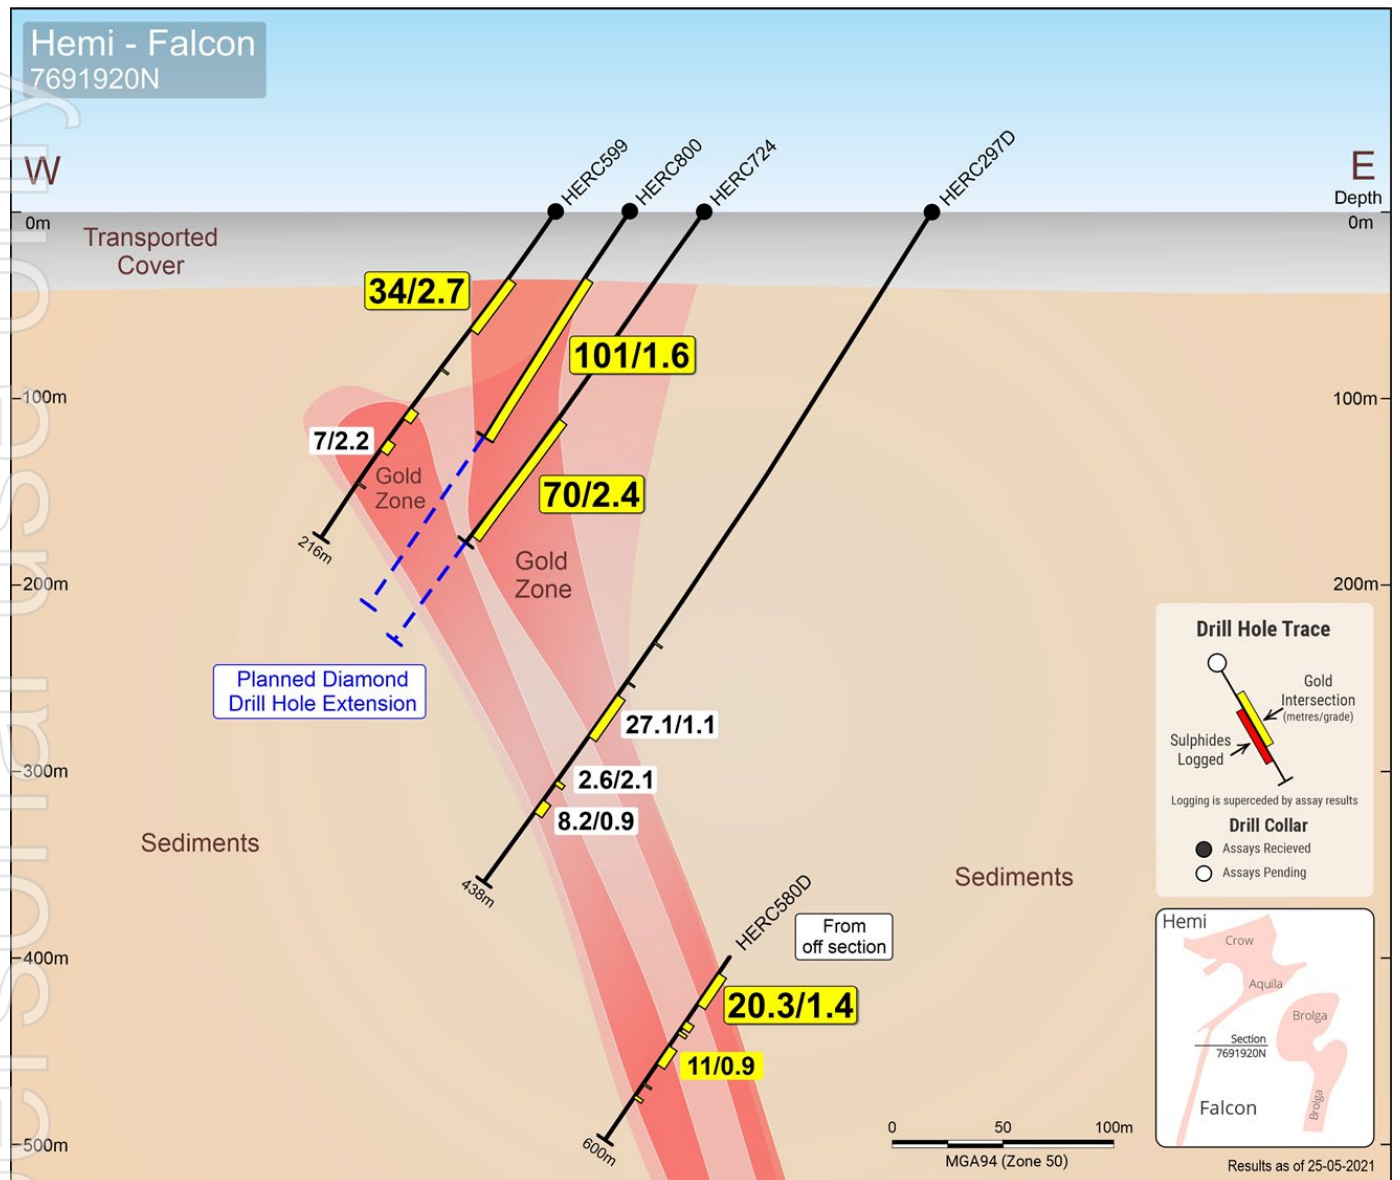 Hemi - Falcon
7691920N
personal use only
W
E
HERC599
HERC800
HERC724
HERC297D
Depth
0m
0m
Transported
Cover
34/2.7
101/1.6
100m
100m
7/2.2
Gold
Zone
70/2.4
216m
Gold
Zone
200m
200m
Planned Diamond
Drill Hole Extension
27.1/1.1
2.6/2.1
8.2/0.9
300m
Sediments
Sediments
438m
HERC580D
From
off section
400m
20.3/1.4
11/0.9
600m
500m
Drill Hole Trace
Gold
Intersection
(metres/grade)
Sulphides
Logged
Logging is superceded by assay results
Drill Collar
Assays Recieved
Assays Pending
Hemi
Crow
Aquila
Brolga
Section
7691920N
Falcon
Brolga
0 50 100m
MGA94 (Zone 50)
Results as of 25-05-2021